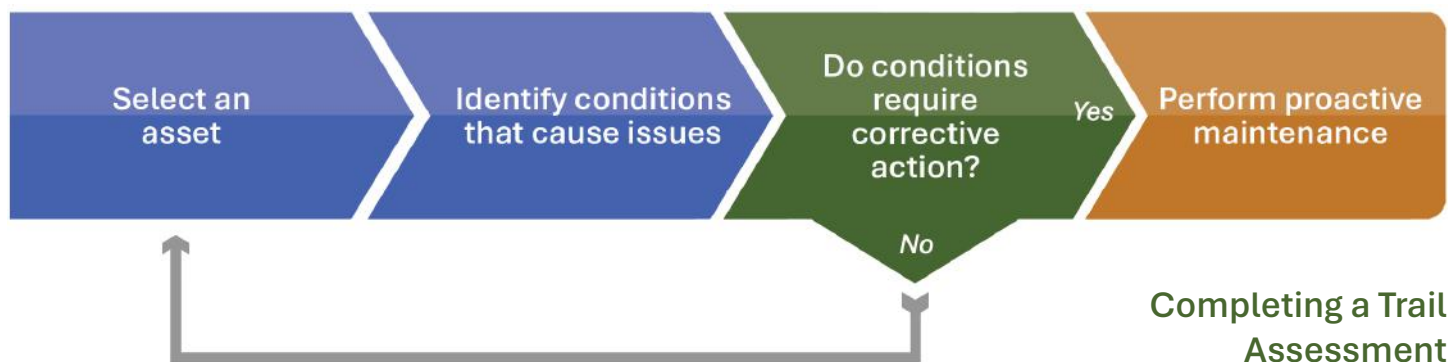 Select an
asset
Identify conditions
that cause issues
Do conditions
require
corrective
action?
Yes
No
Perform proactive
maintenance
Completing a Trail
Assessment